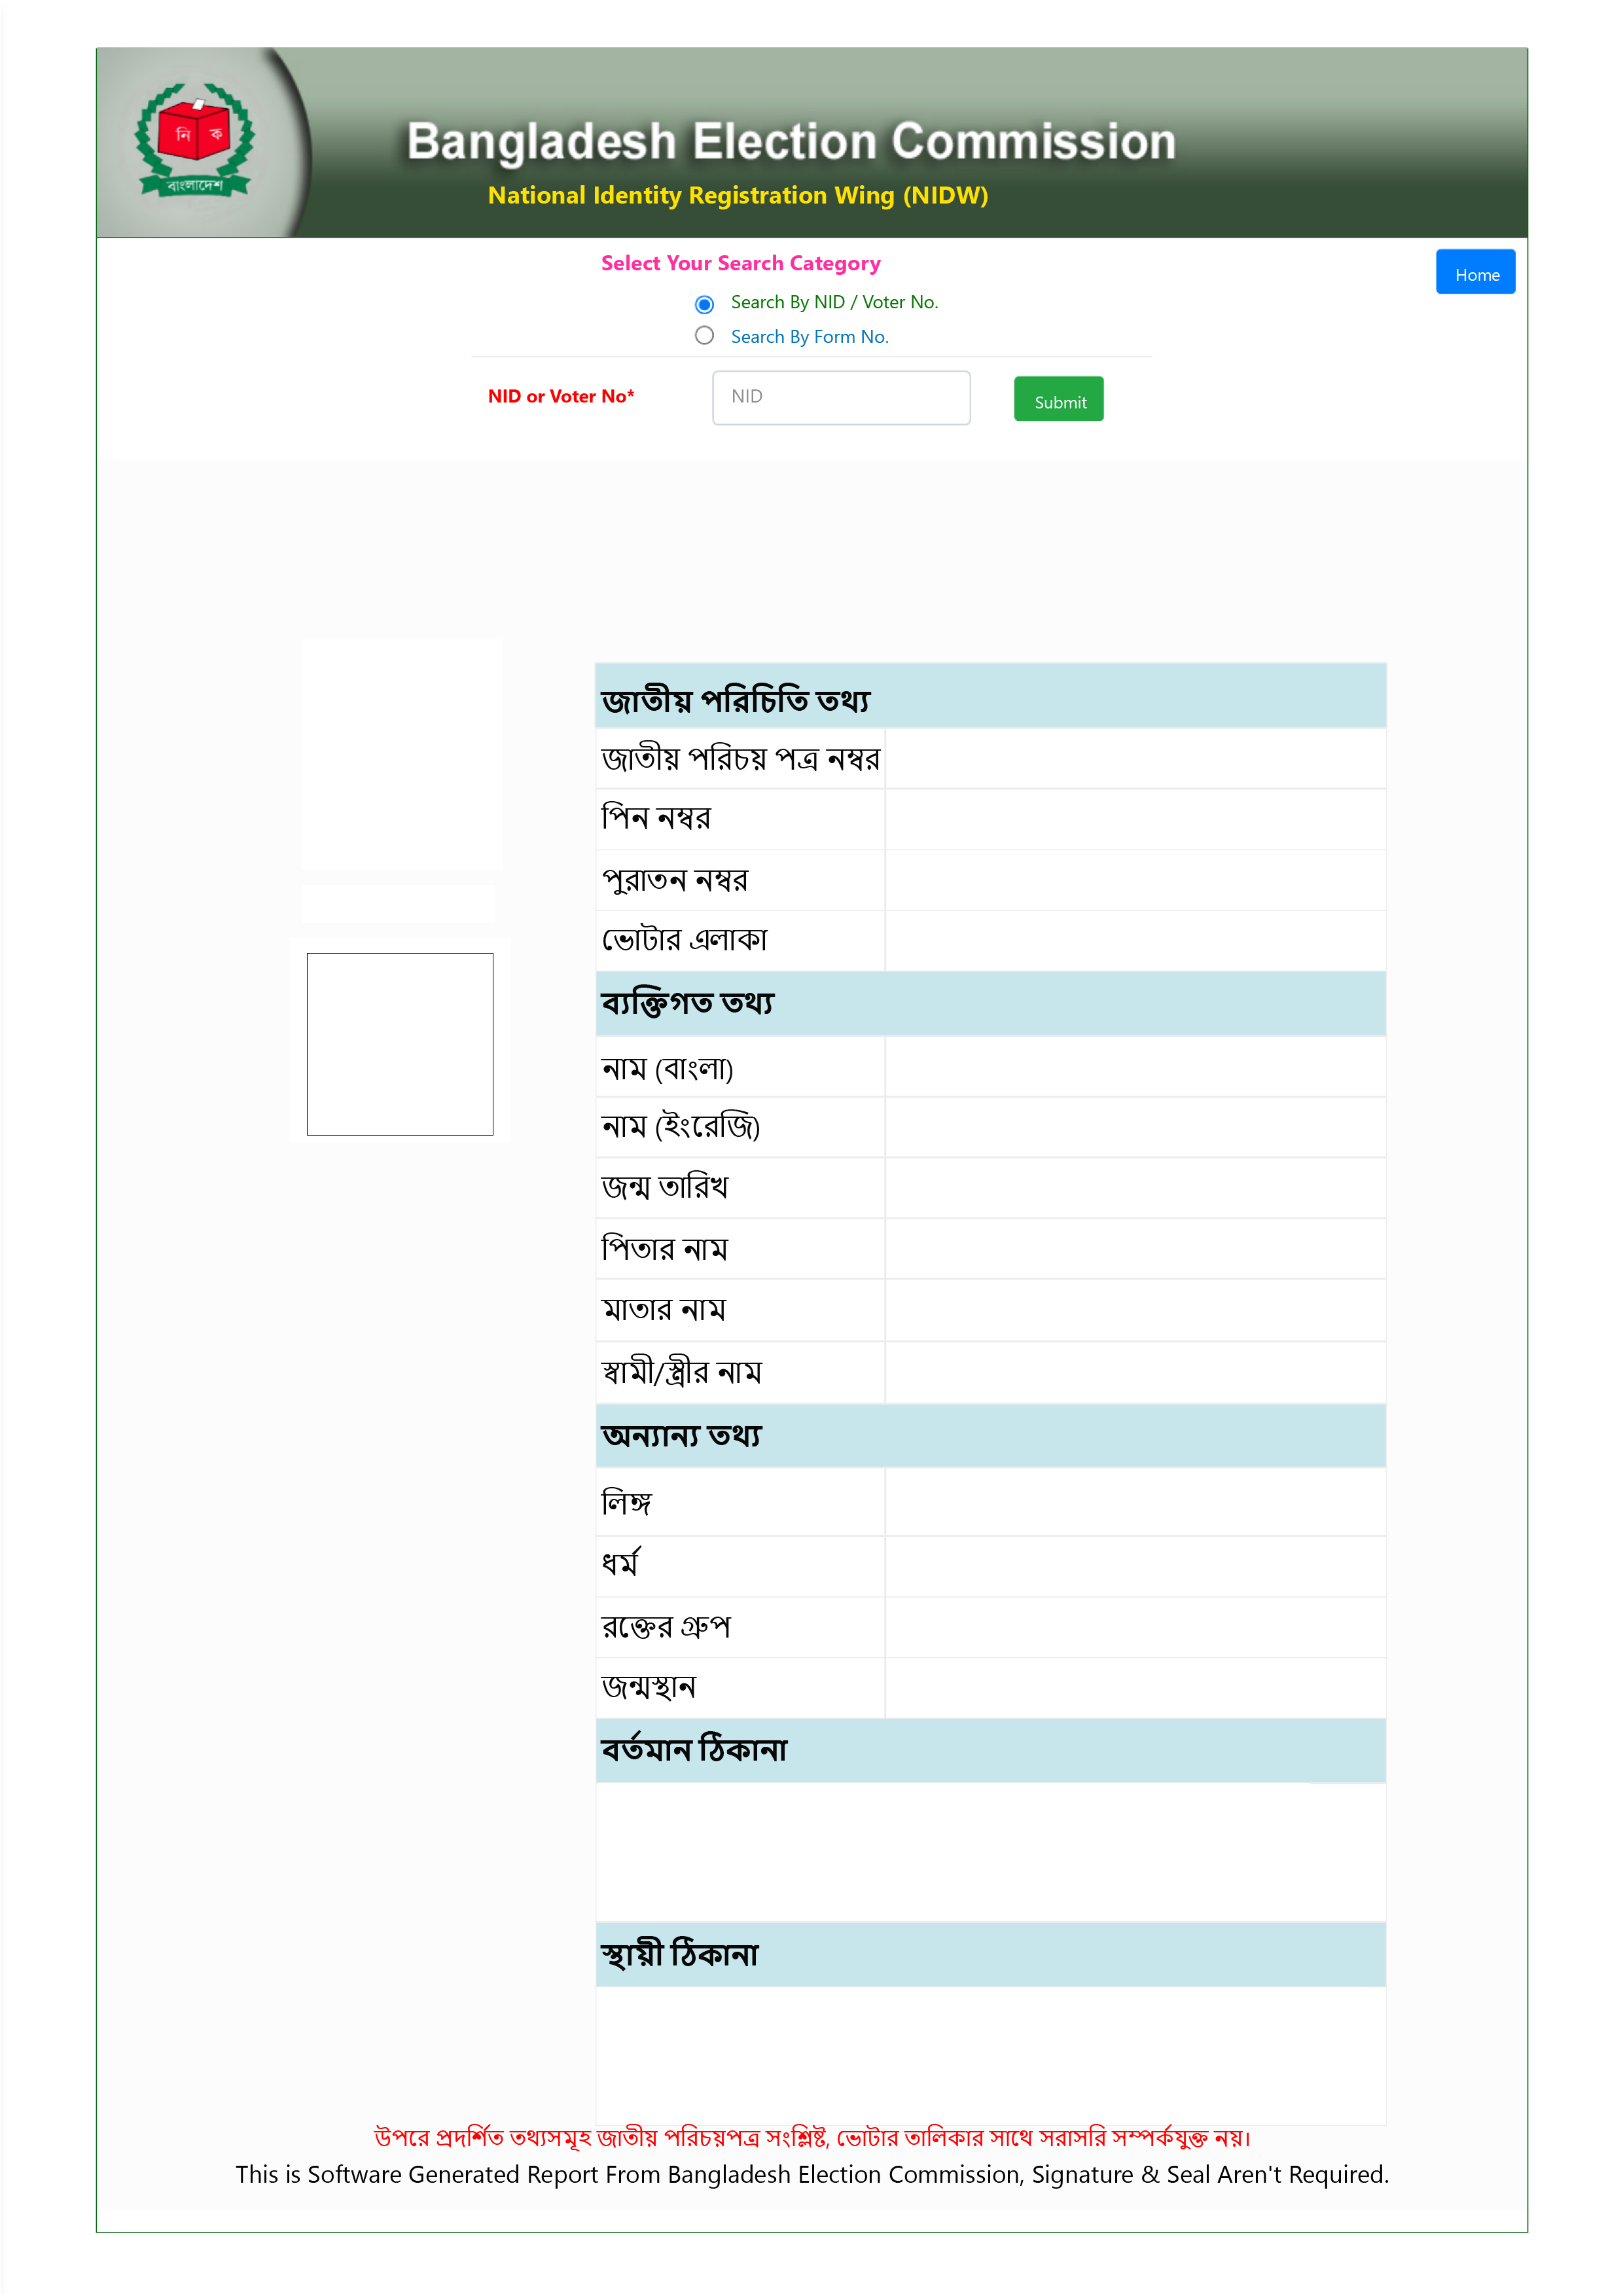 নি ক
বাংলাদেশ
Bangladesh Election Commission
National Identity Registration Wing (NIDW)
Select Your Search Category
Home
Search By NID / Voter No.
Search By Form No.
NID or Voter No*
NID
Submit
জাতীয় পরিচিতি তথ্য
জাতীয় পরিচয় পত্র নম্বর
পিন নম্বর
পুরাতন নম্বর
ভোটার এলাকা
ব্যক্তিগত তথ্য
নাম (বাংলা)
নাম (ইংরেজি)
জন্ম তারিখ
পিতার নাম
মাতার নাম
স্বামী/স্ত্রীর নাম
অন্যান্য তথ্য
লিঙ্গ
ধর্ম
রক্তের গ্রুপ
জন্মস্থান
বর্তমান ঠিকানা
স্থায়ী ঠিকানা
উপরে প্রদর্শিত তথ্যসমূহ জাতীয় পরিচয়পত্র সংশ্লিষ্ট, ভোটার তালিকার সাথে সরাসরি সম্পর্কযুক্ত নয়।
This is Software Generated Report From Bangladesh Election Commission, Signature & Seal Aren't Required.